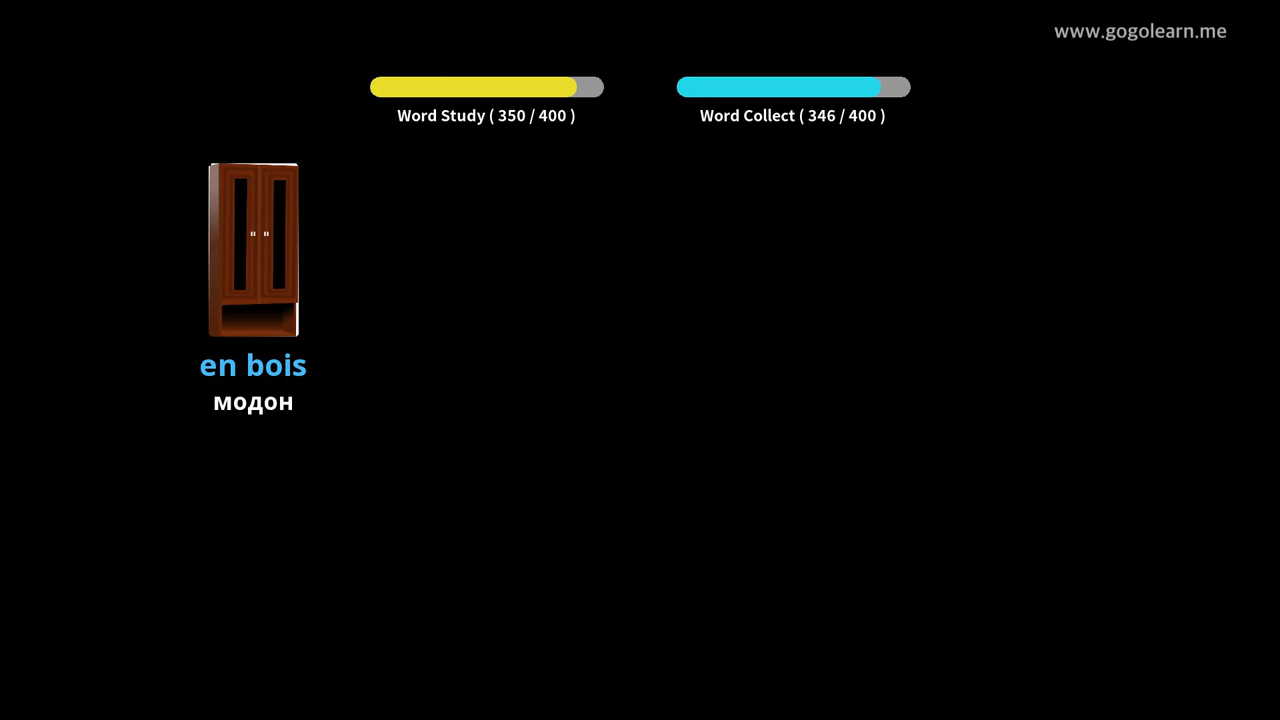 www.gogolearn.me
Word Study ( 350 / 400 )
Word Collect ( 346 / 400 )
en bois
модон